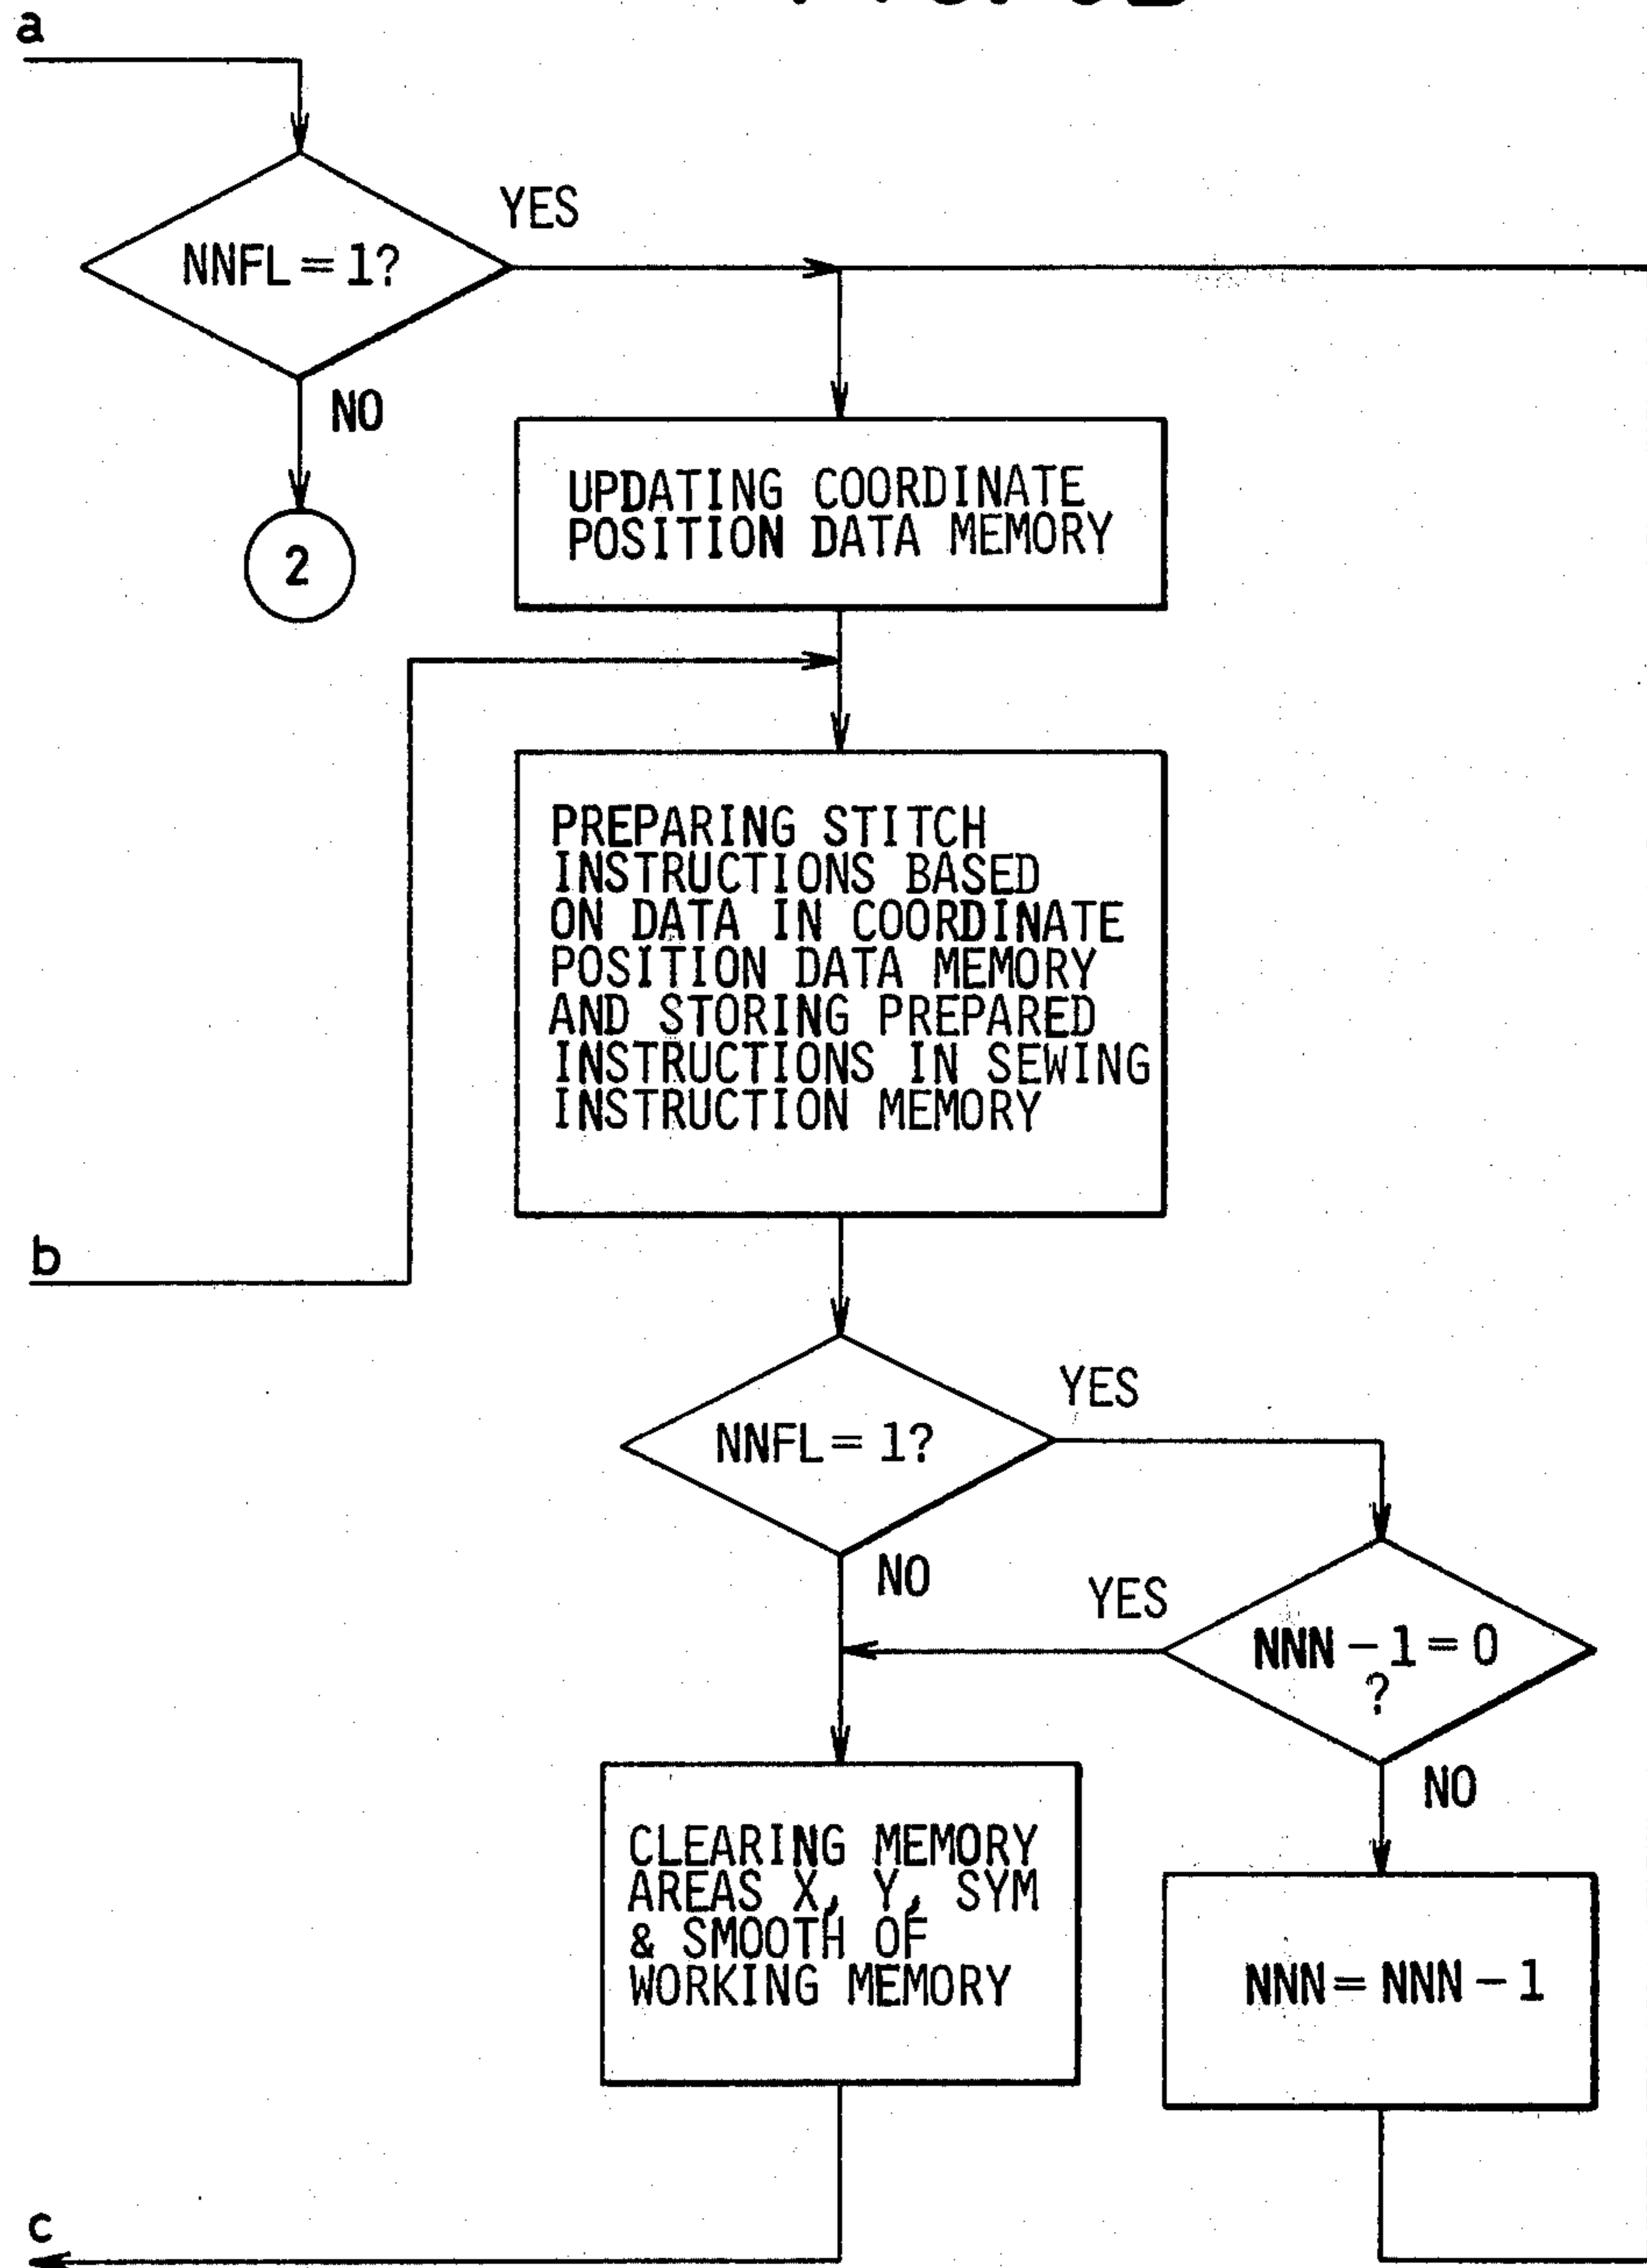 a
YES
NNFL = 1?
NO
2
UPDATING COORDINATE
POSITION DATA MEMORY
PREPARING STITCH
INSTRUCTIONS BASED
ON DATA IN COORDINATE
POSITION DATA MEMORY
AND STORING PREPARED
INSTRUCTIONS IN SEWING
INSTRUCTION MEMORY
b
YES
NNFL = 1?
NO
YES
NNN - 1 = 0
?
NO
CLEARING MEMORY
AREAS X, Y, SYM
& SMOOTH OF
WORKING MEMORY
NNN = NNN - 1
c